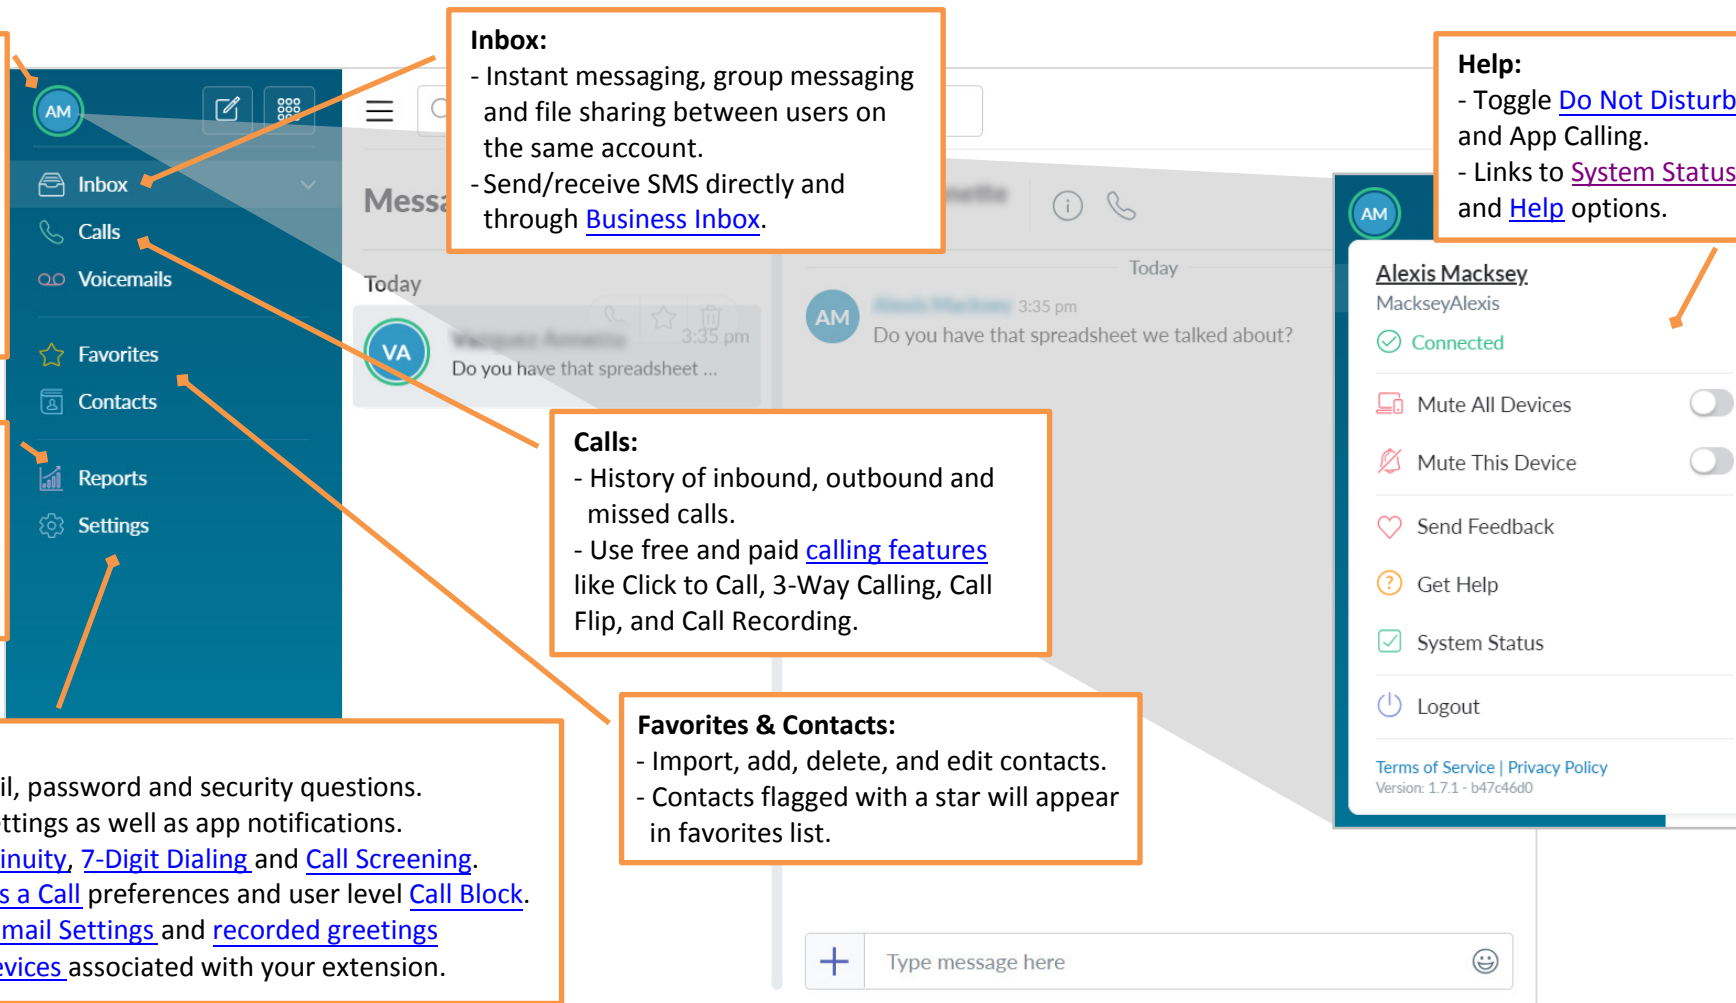 Inbox:
- Instant messaging, group messaging
and file sharing between users on
the same account.
- Send/receive SMS directly and
through Business Inbox.
Help:
- Toggle Do Not Disturb
and App Calling.
- Links to System Status
and Help options.
AM
Inbox
Calls
Voicemails
Favorites
Contacts
Reports
Settings
Today
VA
3:35 pm
Do you have that spreadsheet ...
Today
AM
Alexis Macksey 3:35 pm
Do you have that spreadsheet we talked about?
Calls:
- History of inbound, outbound and
missed calls.
- Use free and paid calling features
like Click to Call, 3-Way Calling, Call
Flip, and Call Recording.
Favorites & Contacts:
- Import, add, delete, and edit contacts.
- Contacts flagged with a star will appear
in favorites list.
il, password and security questions.
ettings as well as app notifications.
inuity, 7-Digit Dialing and Call Screening.
s a Call preferences and user level Call Block.
mail Settings and recorded greetings
evices associated with your extension.
Type message here
AM
Alexis Macksey
MackseyAlexis
Connected
Mute All Devices
Mute This Device
Send Feedback
Get Help
System Status
Logout
Terms of Service | Privacy Policy
Version: 1.7.1 - b47c46d0